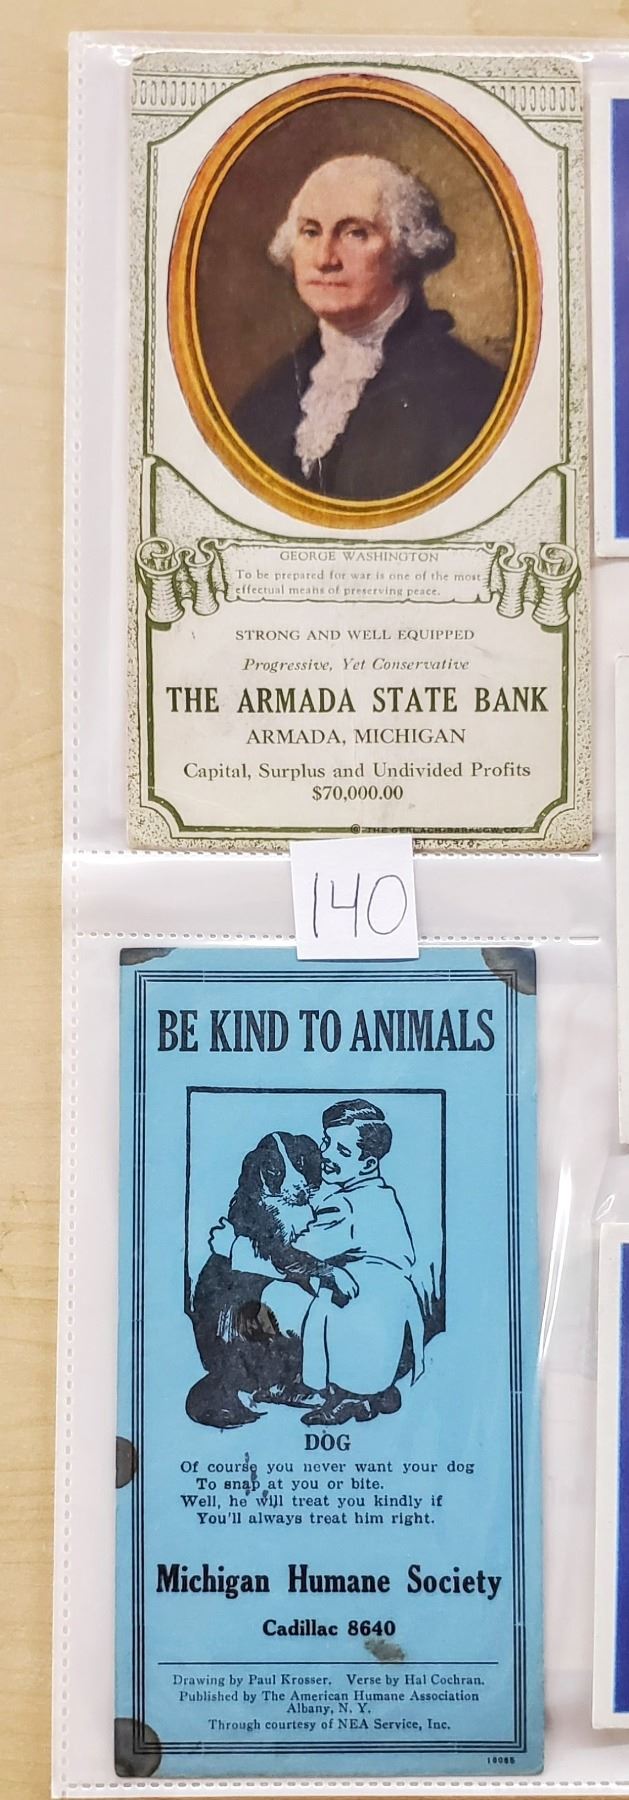 GEORGE WASHINGTON
To be prepared for war is one of the most
effectual means of preserving peace.
STRONG AND WELL EQUIPPED
Progressive, Yet Conservative
THE ARMADA STATE BANK
ARMADA, MICHIGAN
Capital, Surplus and Undivided Profits
$70,000.00
© THE GERLACH-BARKLOW CO.
140
BE KIND TO ANIMALS
DOG
Of course you never want your dog
To snap at you or bite.
Well, he will treat you kindly if
You'll always treat him right.
Michigan Humane Society
Cadillac 8640
Drawing by Paul Krosser. Verse by Hal Cochran.
Published by The American Humane Association
Albany, N. Y.
Through courtesy of NEA Service, Inc.